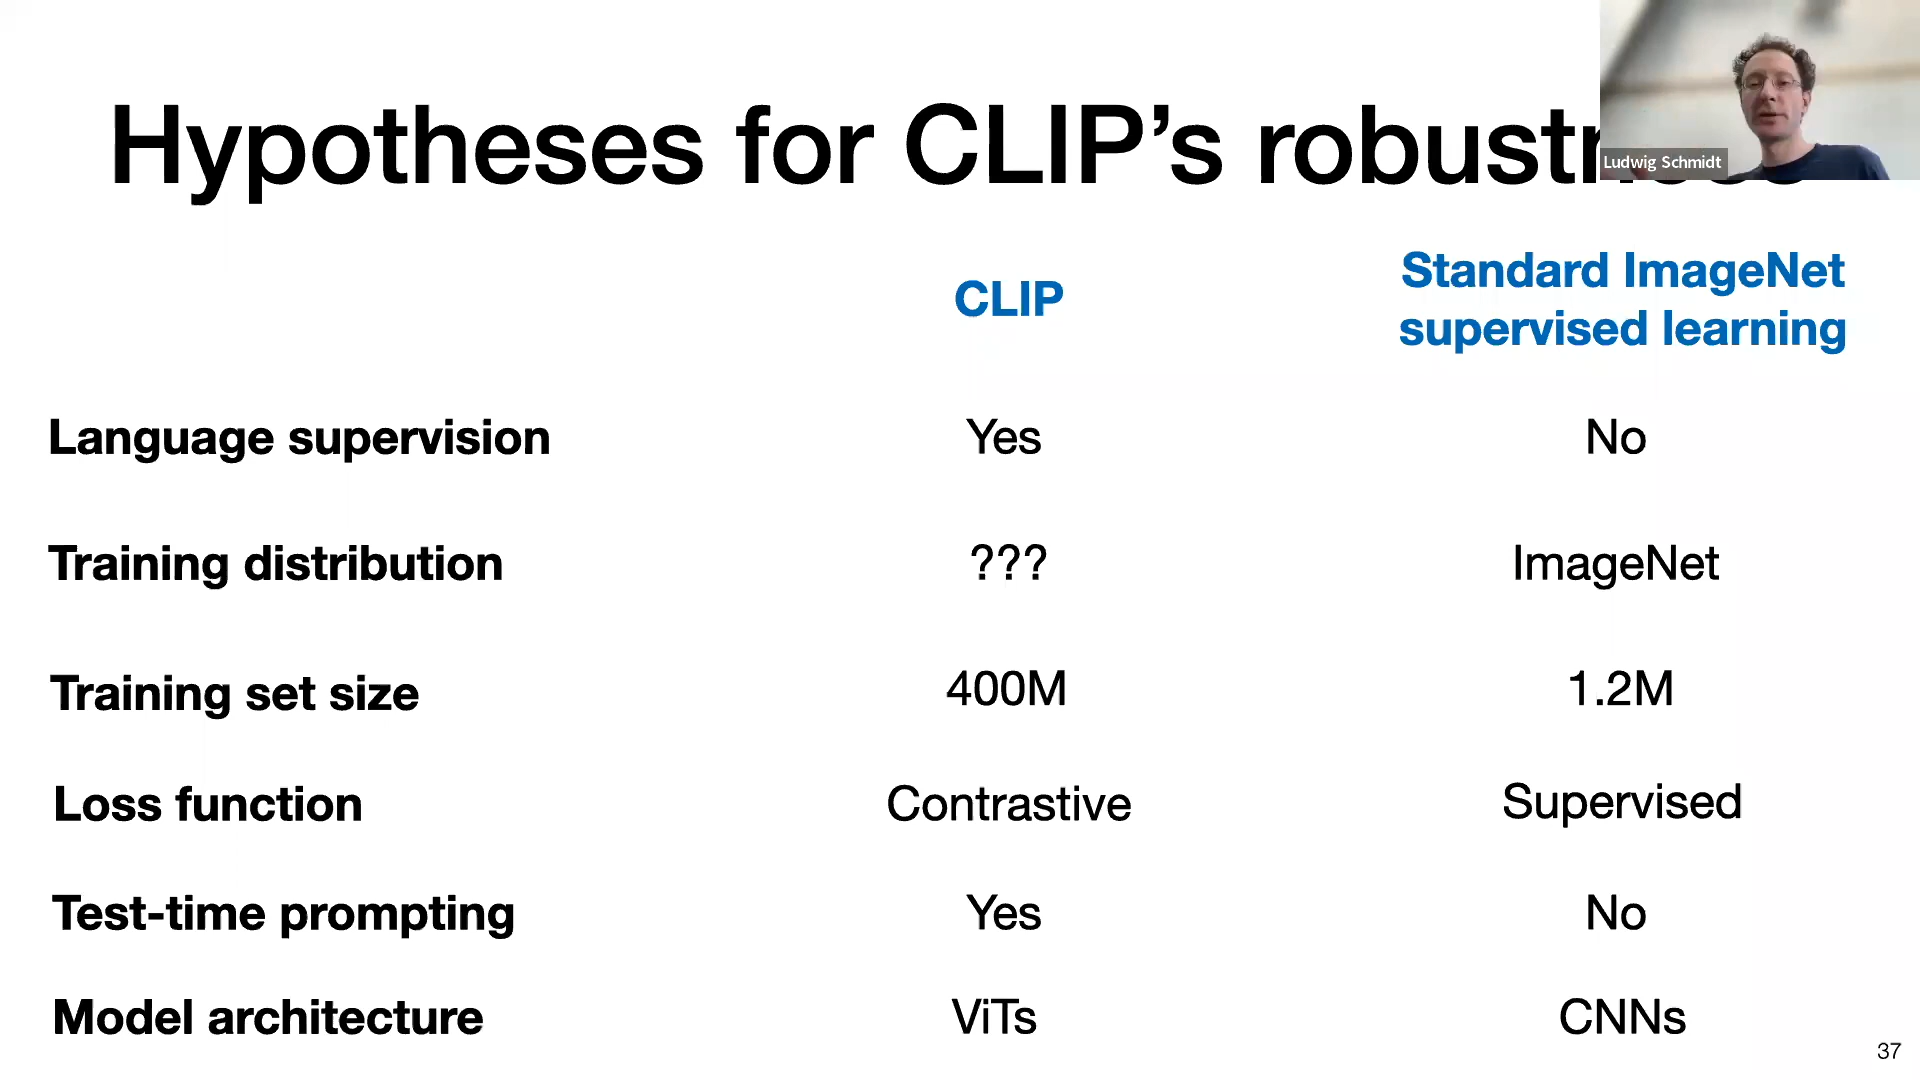 Hypotheses for CLIP's
Ludwig Schmidt
CLIP
Standard ImageNet
supervised learning
Language supervision Yes No
Training distribution ??? ImageNet
Training set size 400M 1.2M
Loss function Contrastive Supervised
Test-time prompting Yes No
Model architecture ViTs CNNs
37